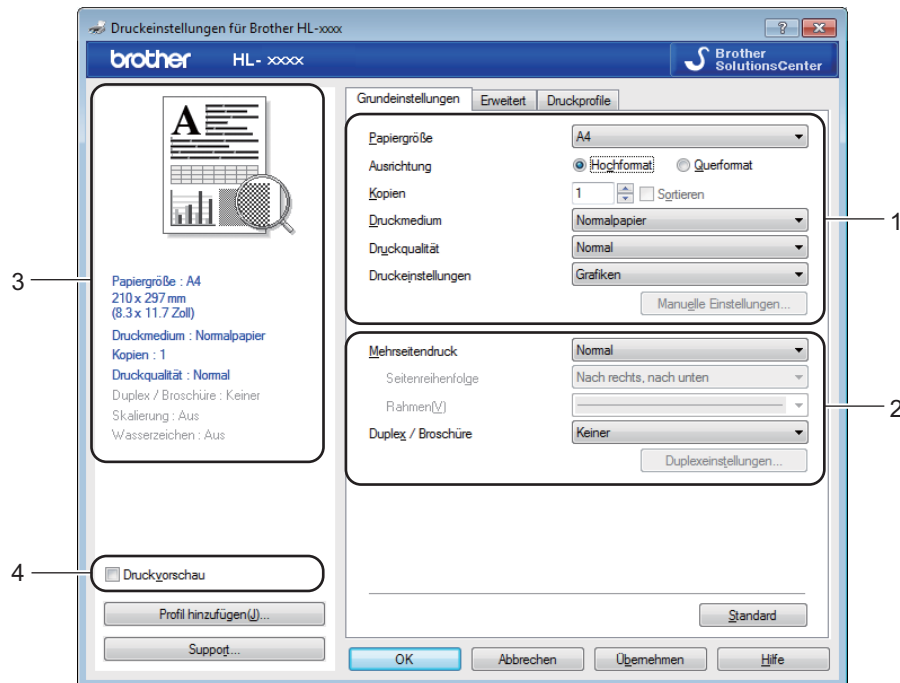 Druckeinstellungen für Brother HL-xxxx
brother HL- xxxx
Brother
SolutionsCenter
A
3
Papiergröße : A4
210 x 297 mm
(8.3 x 11.7 Zoll)
Druckmedium : Normalpapier
Kopien : 1
Druckqualität : Normal
Duplex / Broschüre : Keiner
Skalierung : Aus
Wasserzeichen : Aus
4
Druckvorschau
Profil hinzufügen(J)...
Support...
Grundeinstellungen Erweitert Druckprofile
Papiergröße A4
Ausrichtung Hochformat Querformat
Kopien 1 Sortieren
Druckmedium Normalpapier
1
Druckqualität Normal
Druckeinstellungen Grafiken
Manuelle Einstellungen...
Mehrseitendruck Normal
Seitenreihenfolge Nach rechts, nach unten
Rahmen(V)
2
Duplex / Broschüre Keiner
Duplexeinstellungen...
Standard
OK Abbrechen Übernehmen Hilfe